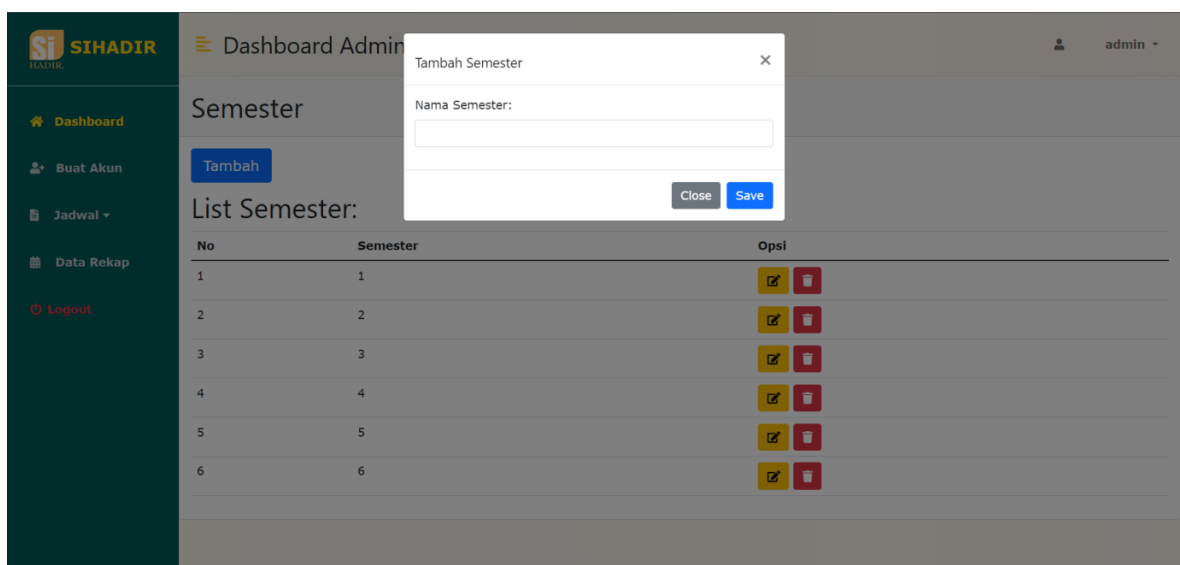 Si
HADIR
SIHADIR
Dashboard Admin
admin
Tambah Semester
×
Nama Semester:
Close
Save
Dashboard
Buat Akun
Jadwal
Data Rekap
Logout
Semester
Tambah
List Semester:
No Semester Opsi
1 1
2 2
3 3
4 4
5 5
6 6